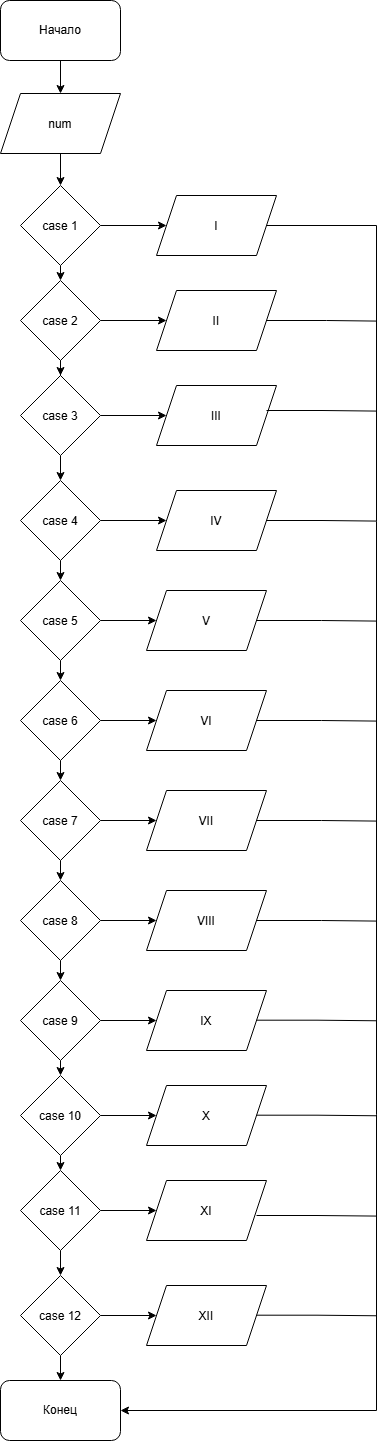 Начало
num
case 1
I
case 2
II
case 3
III
case 4
IV
case 5
V
case 6
VI
case 7
VII
case 8
VIII
case 9
IX
case 10
X
case 11
XI
case 12
XII
Конец